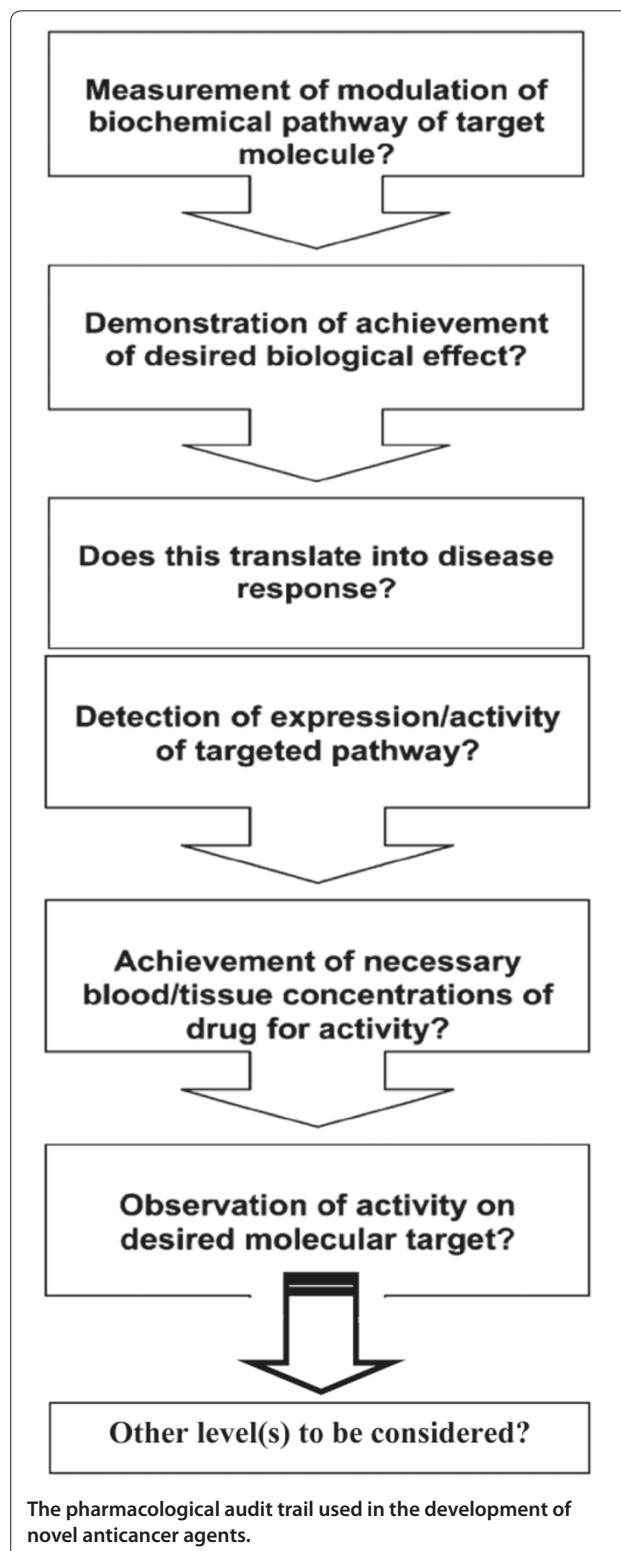 Measurement of modulation of
biochemical pathway of target
molecule?
Demonstration of achievement
of desired biological effect?
Does this translate into disease
response?
Detection of expression/activity
of targeted pathway?
Achievement of necessary
blood/tissue concentrations of
drug for activity?
Observation of activity on
desired molecular target?
Other level(s) to be considered?
The pharmacological audit trail used in the development of
novel anticancer agents.